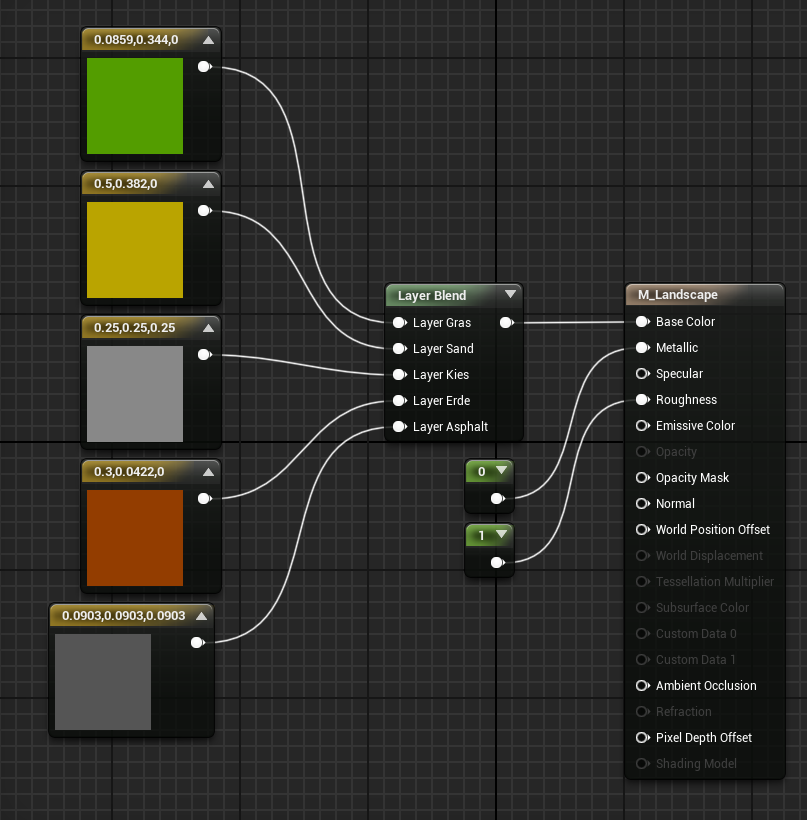 0.0859,0.344,0
0.5,0.382,0
0.25,0.25,0.25
0.3,0.0422,0
0.0903,0.0903,0.0903
Layer Blend
Layer Gras
Layer Sand
Layer Kies
Layer Erde
Layer Asphalt
0
1
M_Landscape
Base Color
Metallic
Specular
Roughness
Emissive Color
Opacity
Opacity Mask
Normal
World Position Offset
World Displacement
Tessellation Multiplier
Subsurface Color
Custom Data 0
Custom Data 1
Ambient Occlusion
Refraction
Pixel Depth Offset
Shading Model